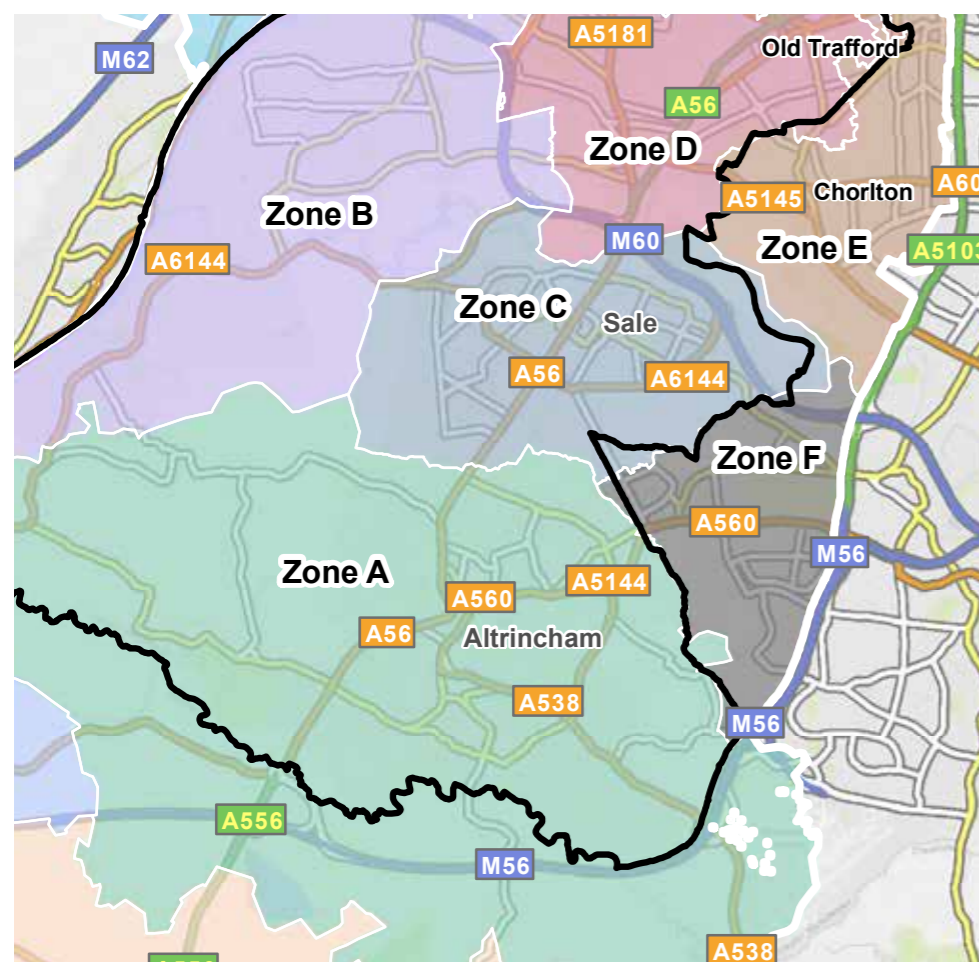 A5181
Old Trafford
M62
A56
Zone D
A5145
Chorlton
A60
Zone B
M60
Zone E
A5103
A6144
Zone C
Sale
A56
A6144
Zone F
A560
M56
Zone A
A5144
A560
A56
Altrincham
A538
M56
A556
M56
A538